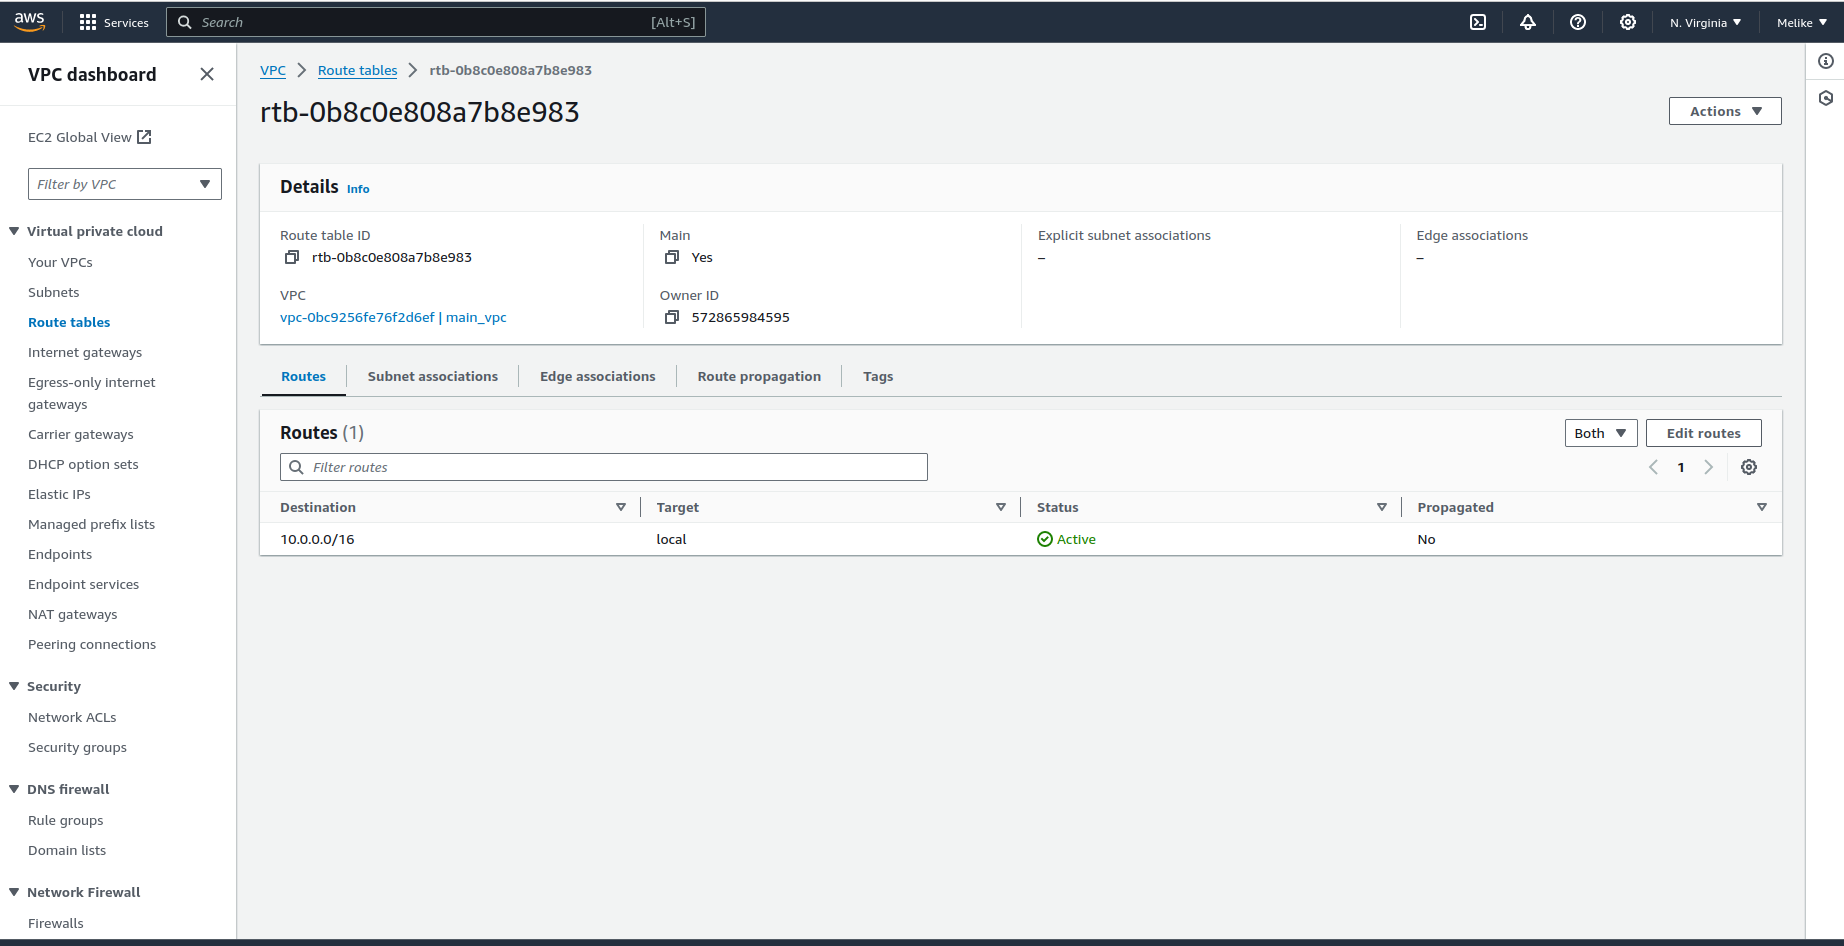 aws Services Search [Alt+S] N. Virginia Melike
VPC dashboard
EC2 Global View
Filter by VPC
Virtual private cloud
Your VPCs
Subnets
Route tables
Internet gateways
Egress-only internet
gateways
Carrier gateways
DHCP option sets
Elastic IPs
Managed prefix lists
Endpoints
Endpoint services
NAT gateways
Peering connections
Security
Network ACLs
Security groups
DNS firewall
Rule groups
Domain lists
Network Firewall
Firewalls
VPC Route tables rtb-0b8c0e808a7b8e983
rtb-0b8c0e808a7b8e983
Actions
Details Info
Route table ID
rtb-0b8c0e808a7b8e983
VPC
vpc-0bc9256fe76f2d6ef | main_vpc
Main
Yes
Owner ID
572865984595
Explicit subnet associations
–
Edge associations
–
Routes Subnet associations Edge associations Route propagation Tags
Routes (1)
Both Edit routes
Filter routes
1
Destination Target Status Propagated
10.0.0.0/16 local Active No